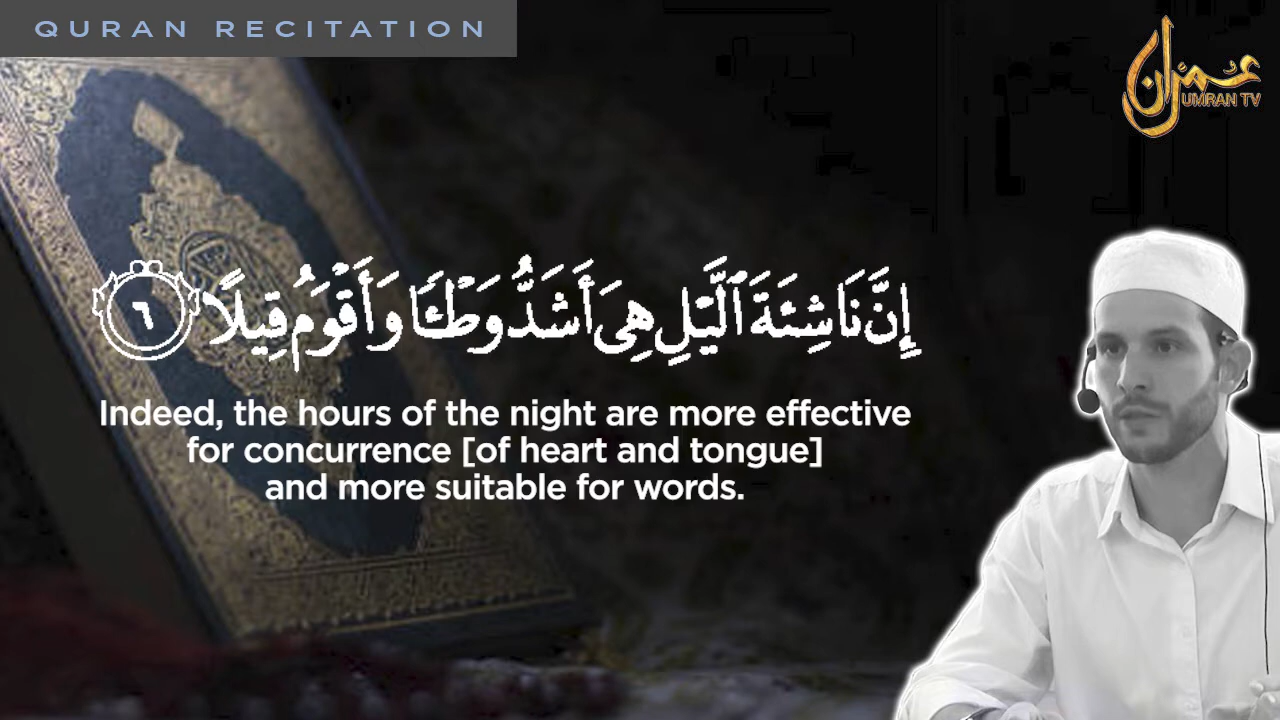 QURAN RECITATION
عمران
UMRAN TV
إِنَّ نَاشِئَةَ ٱلَّيْلِ هِىَ أَشَدُّ وَطْـًٔا وَأَقْوَمُ قِيلًا ٦
Indeed, the hours of the night are more effective
for concurrence [of heart and tongue]
and more suitable for words.